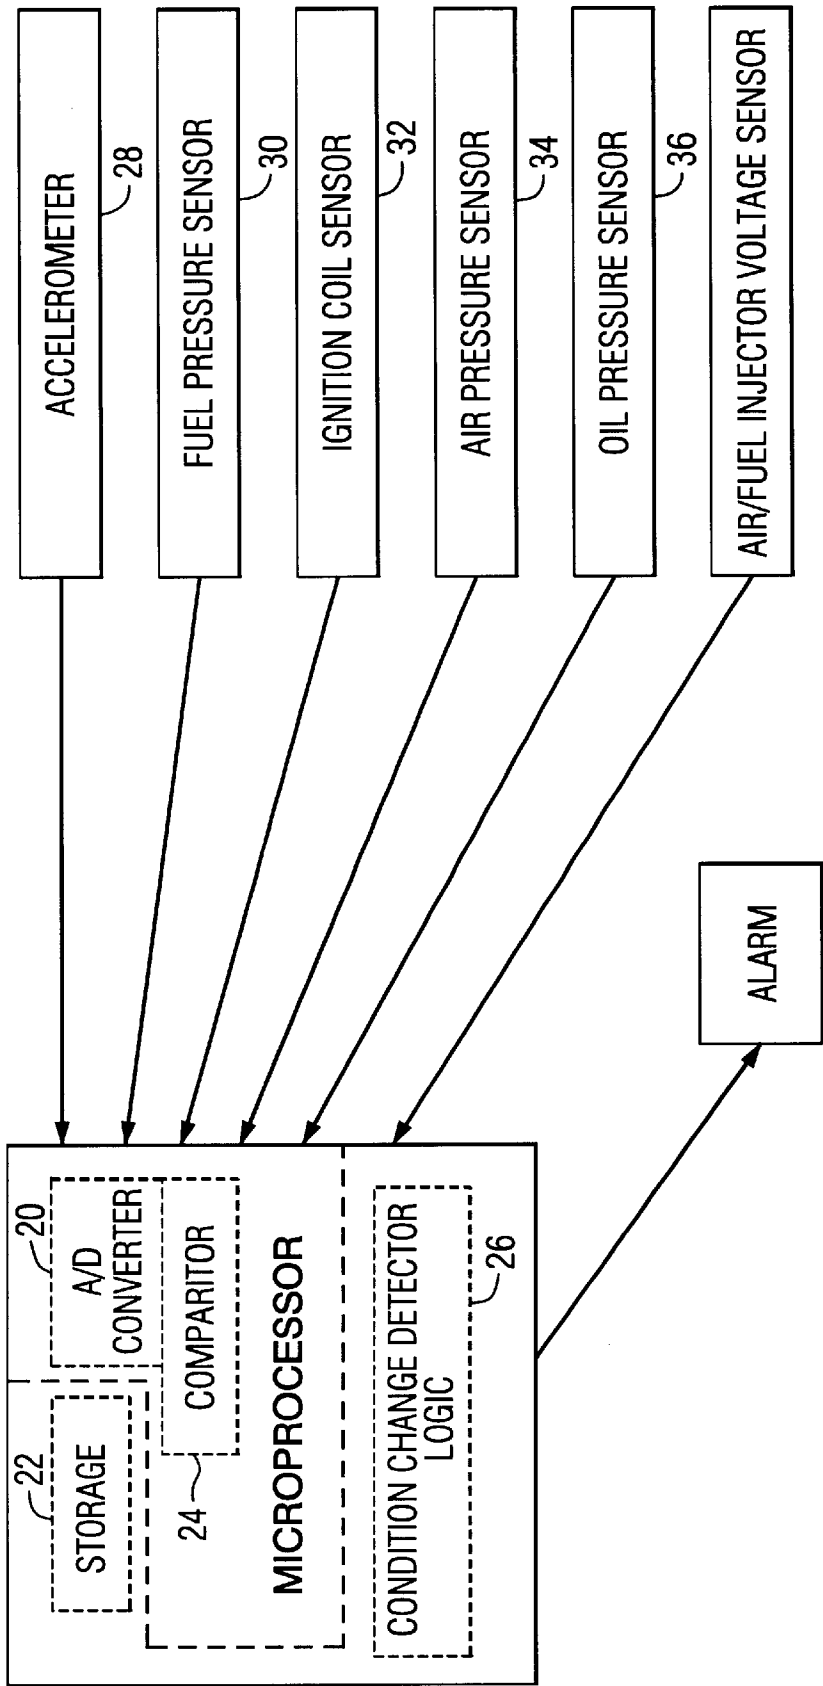 22
STORAGE
20
A/D
CONVERTER
24
COMPARITOR
MICROPROCESSOR
CONDITION CHANGE DETECTOR
LOGIC
26
ALARM
ACCELEROMETER
28
FUEL PRESSURE SENSOR
30
IGNITION COIL SENSOR
32
AIR PRESSURE SENSOR
34
OIL PRESSURE SENSOR
36
AIR/FUEL INJECTOR VOLTAGE SENSOR